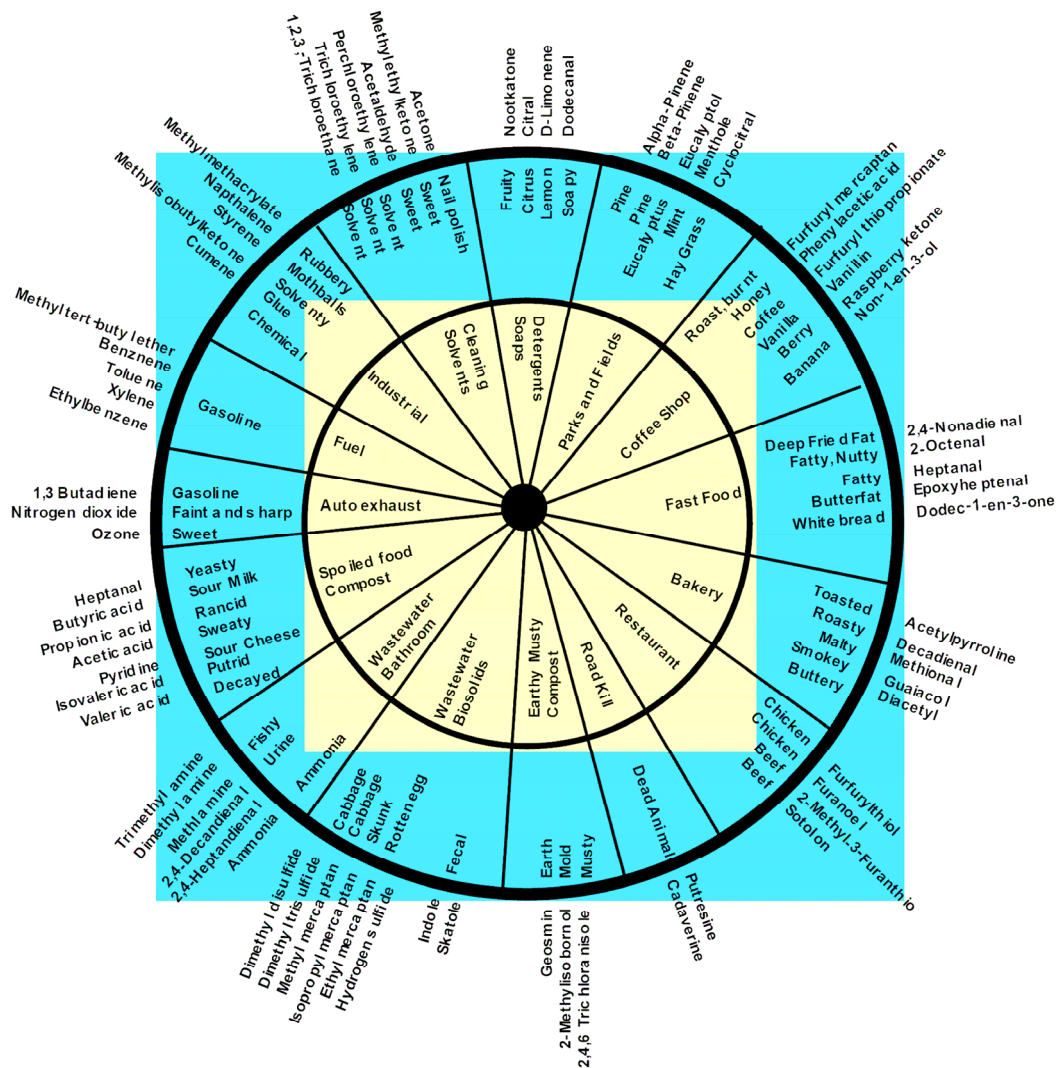 Nootkatone
Citral
D-Limonene
Dodecanal
Fruity
Citrus
Lemon
Soapy
Detergents
Soaps
Alpha-Pinene
Beta-Pinene
Eucalyptol
Menthole
Cyclocitral
Pine
Pine
Eucalyptus
Mint
Hay Grass
Parks and Fields
Furfuryl mercaptan
Phenylacetic acid
Furfuryl thio propionate
Vanillin
Raspberry ketone
Non-1-en-3-ol
Roast, burnt
Honey
Coffee
Vanilla
Berry
Banana
Coffee Shop
2,4-Nonadienal
2-Octenal
Heptanal
Epoxyheptenal
Dodec-1-en-3-one
Deep Fried Fat
Fatty, Nutty
Fatty
Butterfat
White bread
Fast Food
Acetylpyrroline
Decadienal
Methional
Guaiacol
Diacetyl
Toasted
Roasty
Malty
Smokey
Buttery
Bakery
Furfurylthiol
Furanoel
2-Methyl.3-Furanthio
Sotolon
Chicken
Chicken
Beef
Beef
Restaurant
Putresine
Cadaverine
Dead Animal
Road Kill
Geosmin
2-Methylisobornol
2,4,6 Trichloranisole
Earth
Mold
Musty
Earthy Musty
Compost
Indole
Skatole
Dimethyl disulfide
Dimethyltrisulfide
Methyl mercaptan
Isopropylmercaptan
Ethyl mercaptan
Hydrogen sulfide
Cabbage
Cabbage
Skunk
Rotten egg
Fecal
Wastewater
Biosolids
Trimethylamine
Dimethylamine
Methlamine
2,4-Decandienal
2,4-Heptandienal
Ammonia
Fishy
Urine
Ammonia
Wastewater
Bathroom
Heptanal
Butyric acid
Propionic acid
Acetic acid
Pyridine
Isovaleric acid
Valeric acid
Yeasty
Sour Milk
Rancid
Sweaty
Sour Cheese
Putrid
Decayed
Spoiled food
Compost
1,3 Butadiene
Nitrogen dioxide
Ozone
Gasoline
Faint and sharp
Sweet
Auto exhaust
Methyl tert-butyl ether
Benznene
Toluene
Xylene
Ethylbenzene
Gasoline
Fuel
Methylmethacrylate
Napthalene
Styrene
Methylisobutylketone
Cumene
Rubbery
Mothballs
Solventy
Glue
Chemical
Industrial
1,2,3,-Trichloroethane
Trichloroethylene
Perchloroethylene
Acetaldehyde
Methylethylketone
Acetone
Solvent
Solvent
Solvent
Sweet
Sweet
Nail polish
Cleaning
Solvents